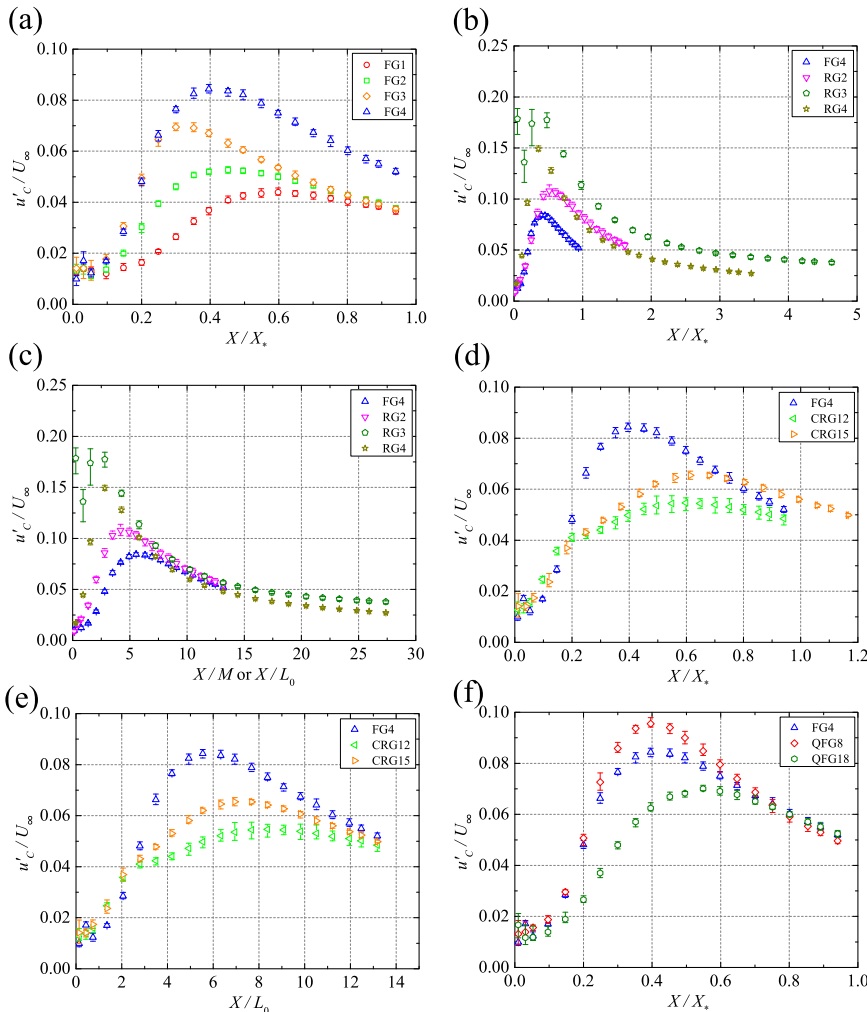 (a)
0.10
0.08
0.06
0.04
0.02
0.00
u'C / U∞
0.0 0.2 0.4 0.6 0.8 1.0
X / X*
FG1
FG2
FG3
FG4
(b)
0.25
0.20
0.15
0.10
0.05
0.00
u'C / U∞
0 1 2 3 4 5
X / X*
FG4
RG2
RG3
RG4
(c)
0.25
0.20
0.15
0.10
0.05
0.00
u'C / U∞
0 5 10 15 20 25 30
X / M or X / L0
FG4
RG2
RG3
RG4
(d)
0.10
0.08
0.06
0.04
0.02
0.00
u'C / U∞
0.0 0.2 0.4 0.6 0.8 1.0 1.2
X / X*
FG4
CRG12
CRG15
(e)
0.10
0.08
0.06
0.04
0.02
0.00
u'C / U∞
0 2 4 6 8 10 12 14
X / L0
FG4
CRG12
CRG15
(f)
0.10
0.08
0.06
0.04
0.02
0.00
u'C / U∞
0.0 0.2 0.4 0.6 0.8 1.0
X / X*
FG4
QFG8
QFG18